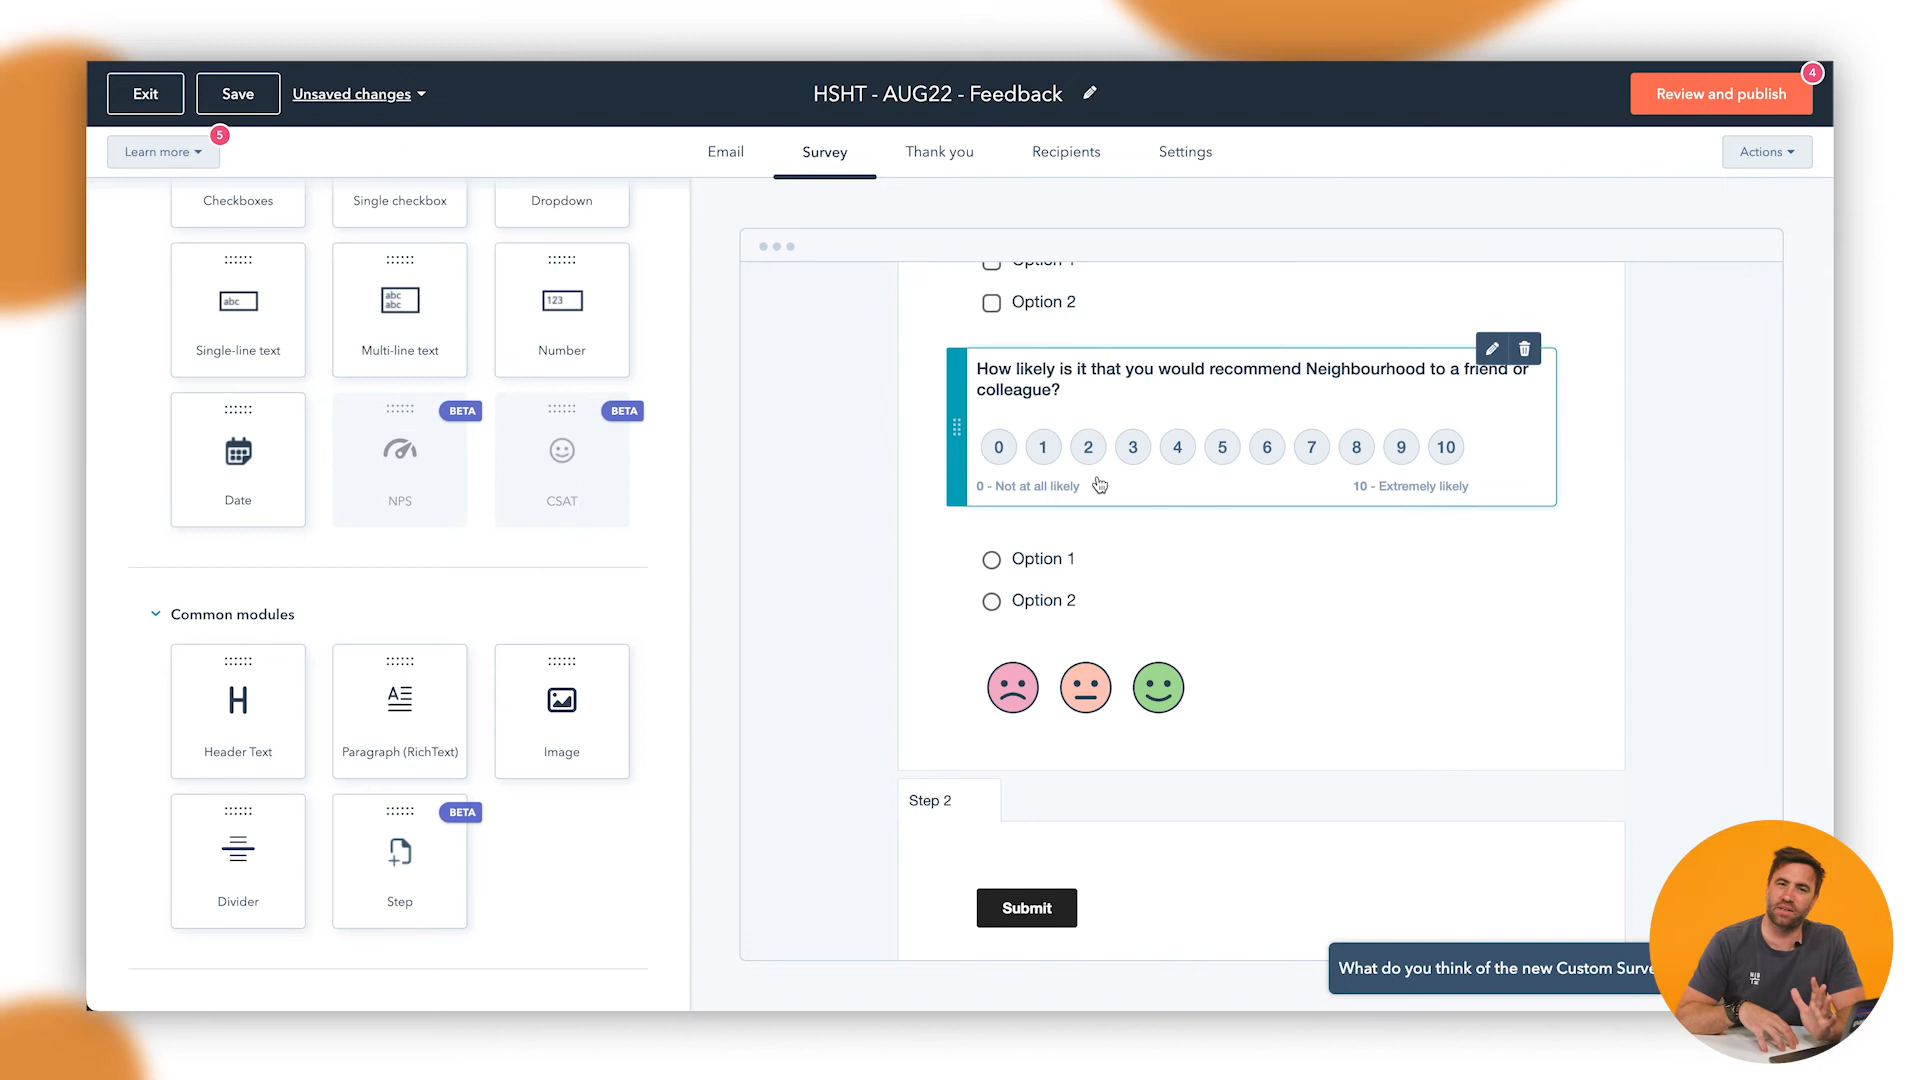 Exit
Save
Unsaved changes
HSHT - AUG22 - Feedback
Review and publish
4
Learn more
5
Email
Survey
Thank you
Recipients
Settings
Actions
Checkboxes
Single checkbox
Dropdown
abc
Single-line text
abc
abc
Multi-line text
123
Number
Date
BETA
NPS
BETA
CSAT
Common modules
H
Header Text
Paragraph (RichText)
Image
Divider
BETA
Step
Option 1
Option 2
How likely is it that you would recommend Neighbourhood to a friend or
colleague?
0 1 2 3 4 5 6 7 8 9 10
0 - Not at all likely
10 - Extremely likely
Option 1
Option 2
Step 2
Submit
What do you think of the new Custom Surve